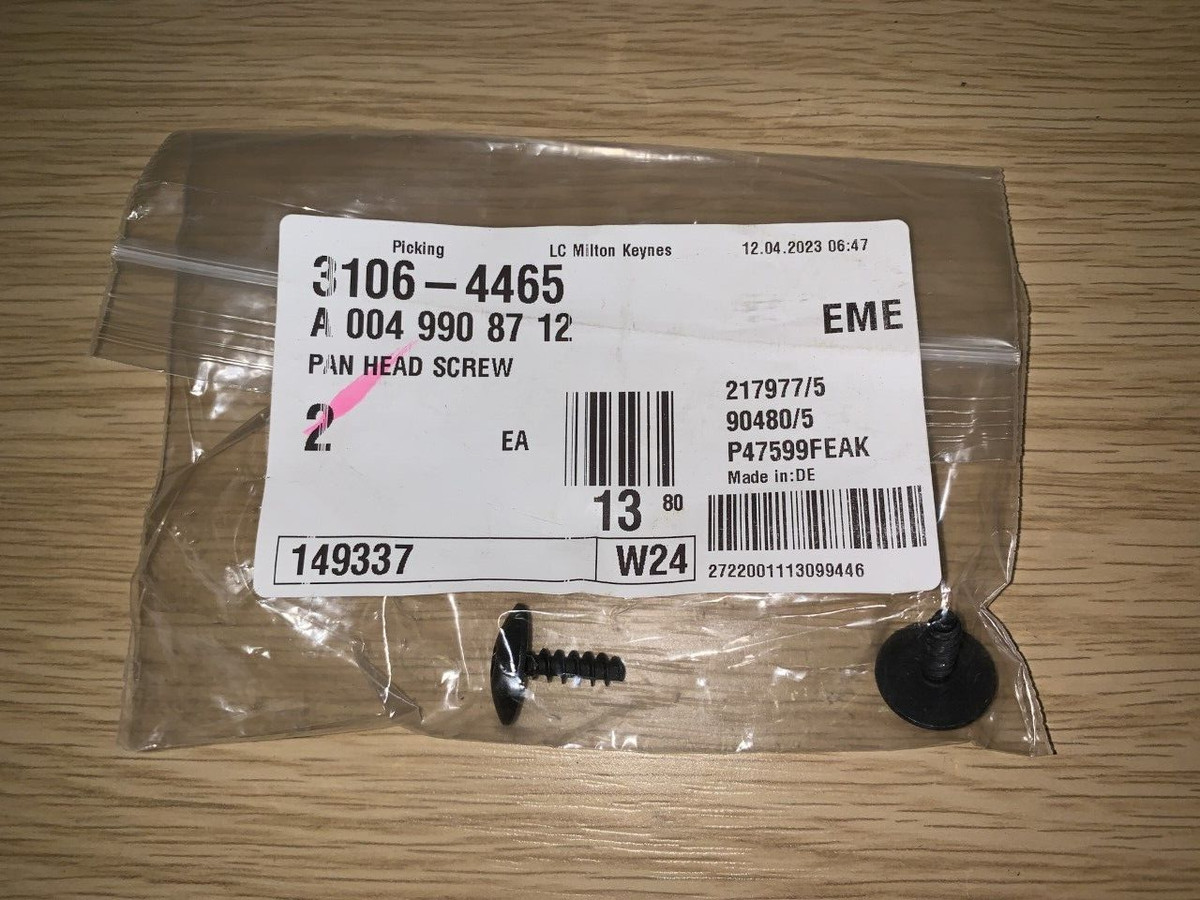 Picking LC Milton Keynes 12.04.2023 06:47
3106-4465
A 004 990 87 12
EME
PAN HEAD SCREW
217977/5
2 EA
90480/5
P47599FEAK
Made in:DE
13 80
149337 W24
2722001113099446